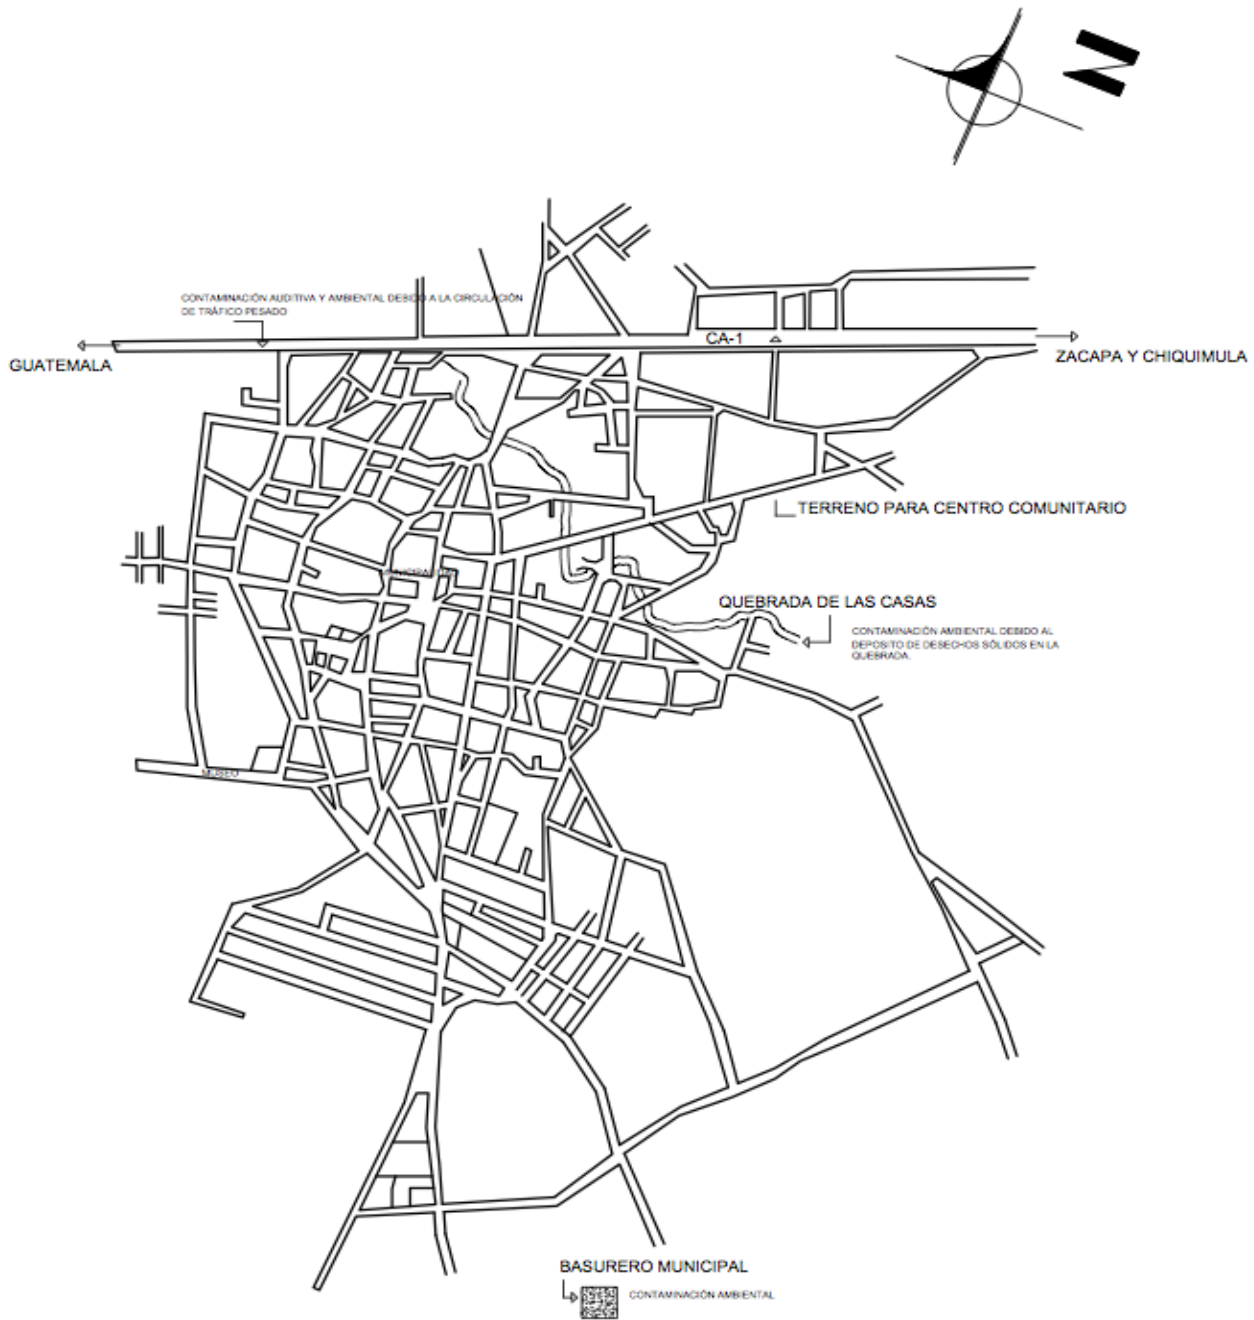 N
CONTAMINACIÓN AUDITIVA Y AMBIENTAL DEBIDO A LA CIRCULACIÓN
DE TRÁFICO PESADO
CA-1
GUATEMALA
ZACAPA Y CHIQUIMULA
TERRENO PARA CENTRO COMUNITARIO
MUNICIPALIDAD
QUEBRADA DE LAS CASAS
CONTAMINACIÓN AMBIENTAL DEBIDO AL
DEPOSITO DE DESECHOS SÓLIDOS EN LA
QUEBRADA.
MUSEO
BASURERO MUNICIPAL
CONTAMINACIÓN AMBIENTAL